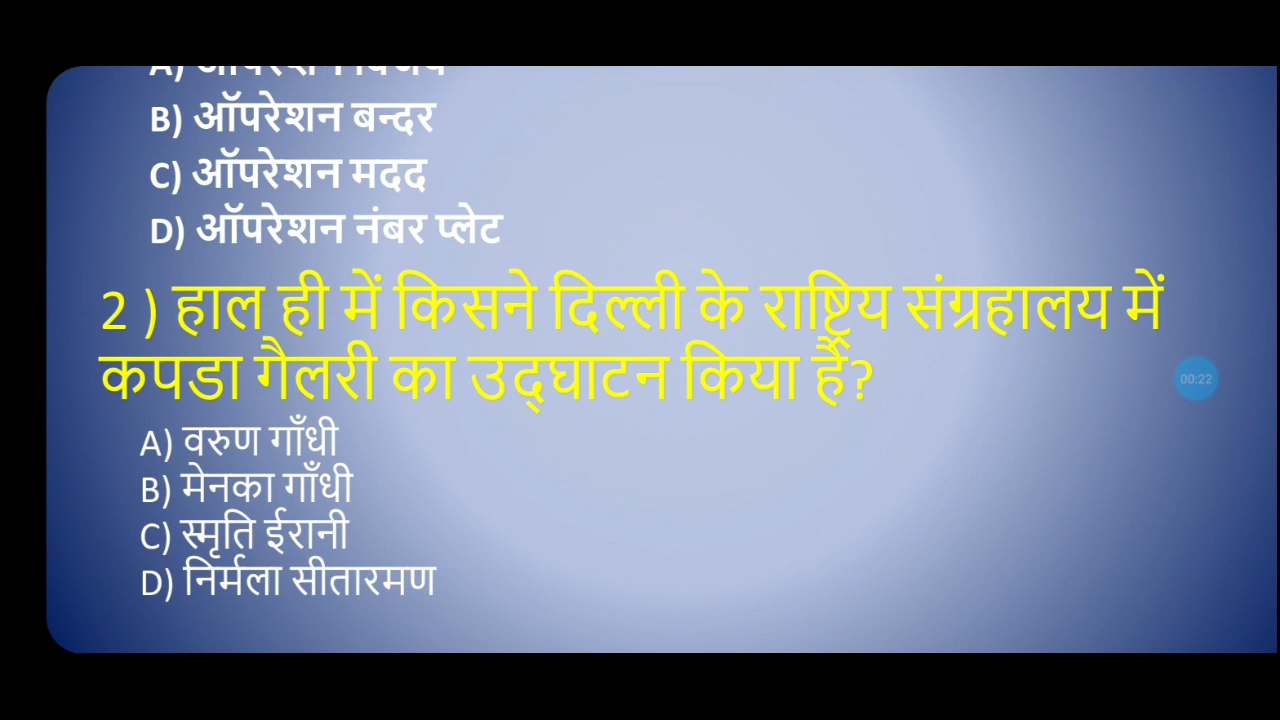 B) ऑपरेशन बन्दर
C) ऑपरेशन मदद
D) ऑपरेशन नंबर प्लेट
2 ) हाल ही में किसने दिल्ली के राष्ट्रिय संग्रहालय में
कपडा गैलरी का उद्घाटन किया हैं?
00:22
A) वरुण गाँधी
B) मेनका गाँधी
C) स्मृति ईरानी
D) निर्मला सीतारमण